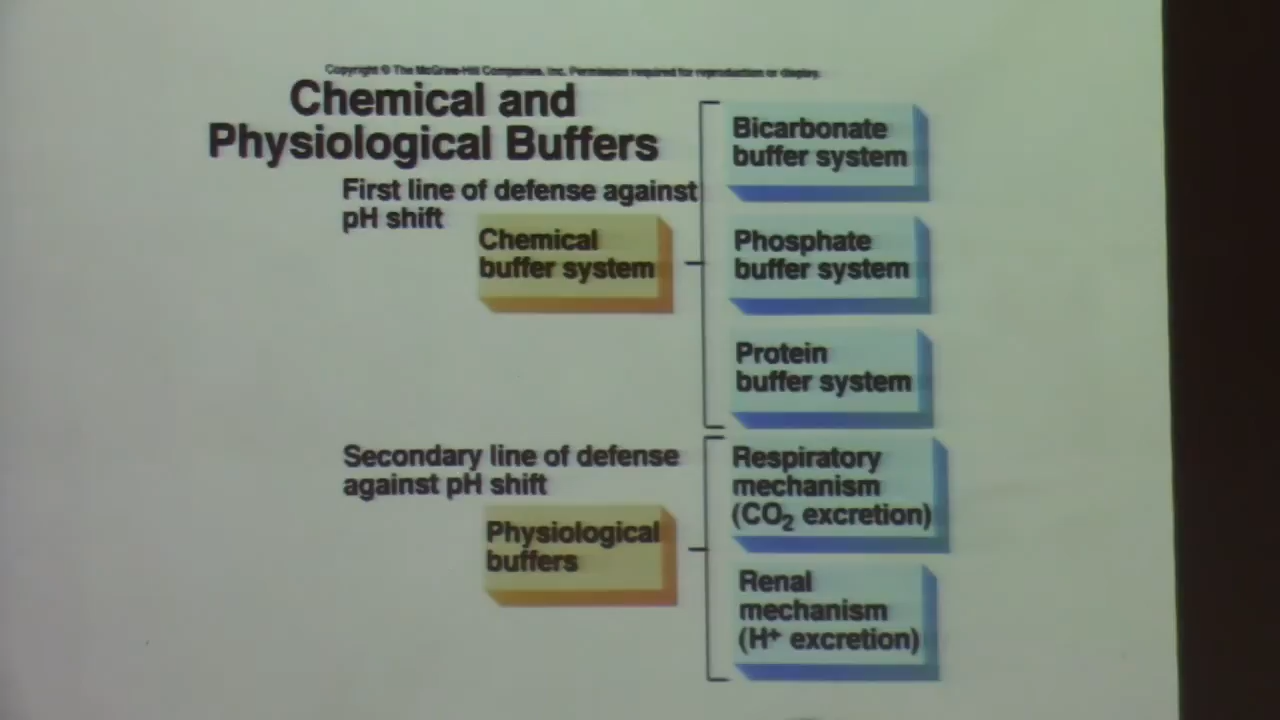 Copyright © The McGraw-Hill Companies, Inc. Permission required for reproduction or display.
Chemical and
Physiological Buffers
First line of defense against
pH shift
Chemical
buffer system
Bicarbonate
buffer system
Phosphate
buffer system
Protein
buffer system
Secondary line of defense
against pH shift
Physiological
buffers
Respiratory
mechanism
(CO₂ excretion)
Renal
mechanism
(H⁺ excretion)